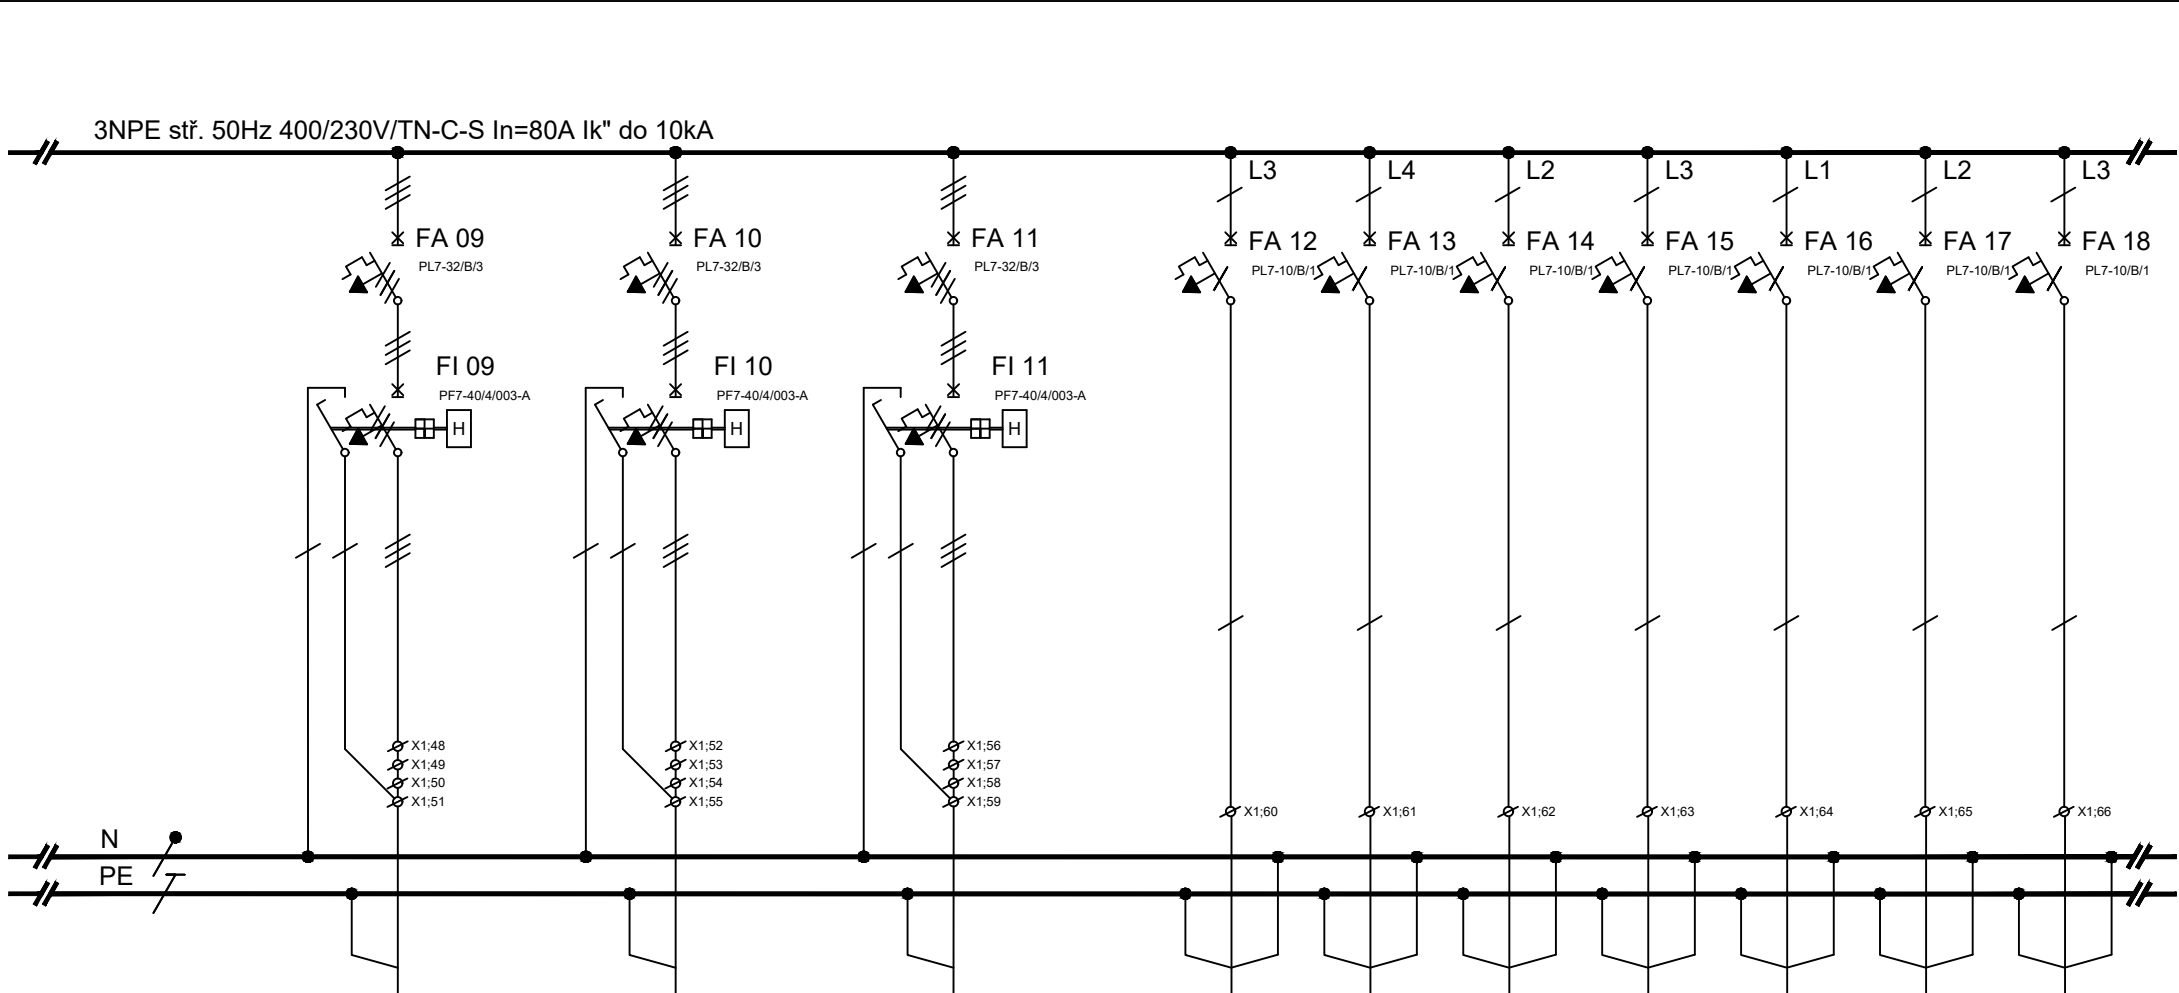 3NPE stř. 50Hz 400/230V/TN-C-S In=80A Ik" do 10kA
L3 L4 L2 L3 L1 L2 L3
FA 09 FA 10 FA 11 FA 12 FA 13 FA 14 FA 15 FA 16 FA 17 FA 18
PL7-32/B/3 PL7-32/B/3 PL7-32/B/3 PL7-10/B/1 PL7-10/B/1 PL7-10/B/1 PL7-10/B/1 PL7-10/B/1 PL7-10/B/1 PL7-10/B/1
FI 09 FI 10 FI 11
PF7-40/4/003-A PF7-40/4/003-A PF7-40/4/003-A
H H H
X1;48 X1;52 X1;56
X1;49 X1;53 X1;57
X1;50 X1;54 X1;58
X1;51 X1;55 X1;59
X1;60 X1;61 X1;62 X1;63 X1;64 X1;65 X1;66
N
PE